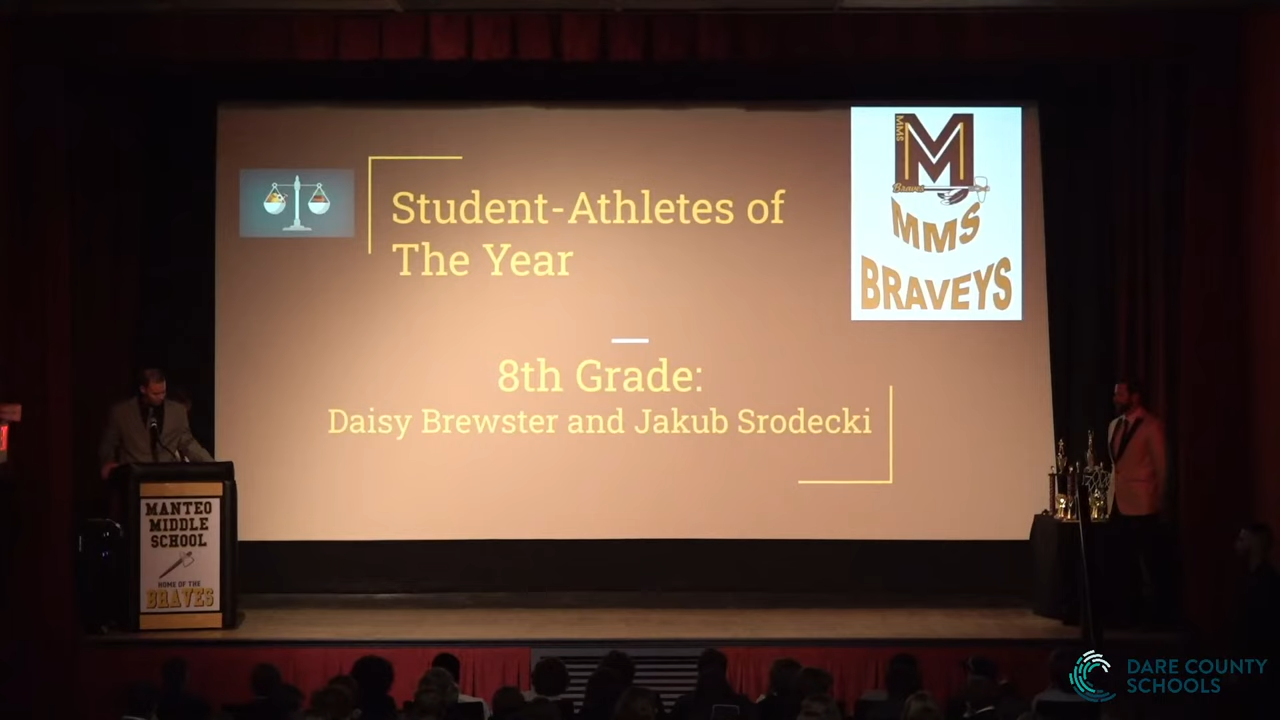 Student-Athletes of
The Year
8th Grade:
Daisy Brewster and Jakub Srodecki
MMS
M
Braves
MMS
BRAVEYS
MANTEO
MIDDLE
SCHOOL
HOME OF THE
BRAVES
DARE COUNTY
SCHOOLS